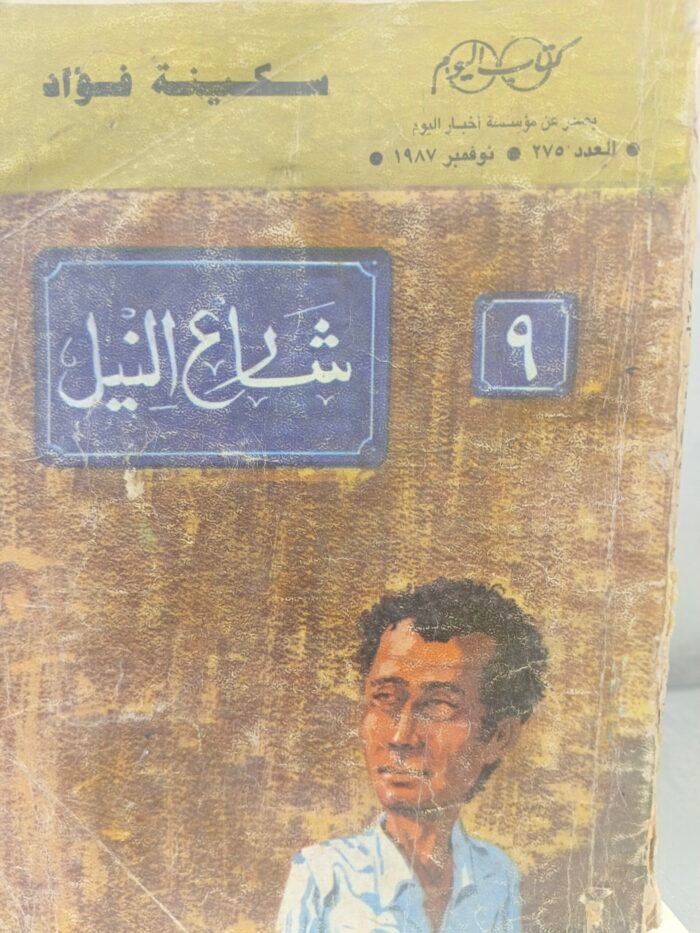 كتاب اليوم
يصدر عن مؤسسة أخبار اليوم
• العدد ٢٧٥ • نوفمبر ١٩٨٧ •
سكينة فؤاد
٩
شارع النيل